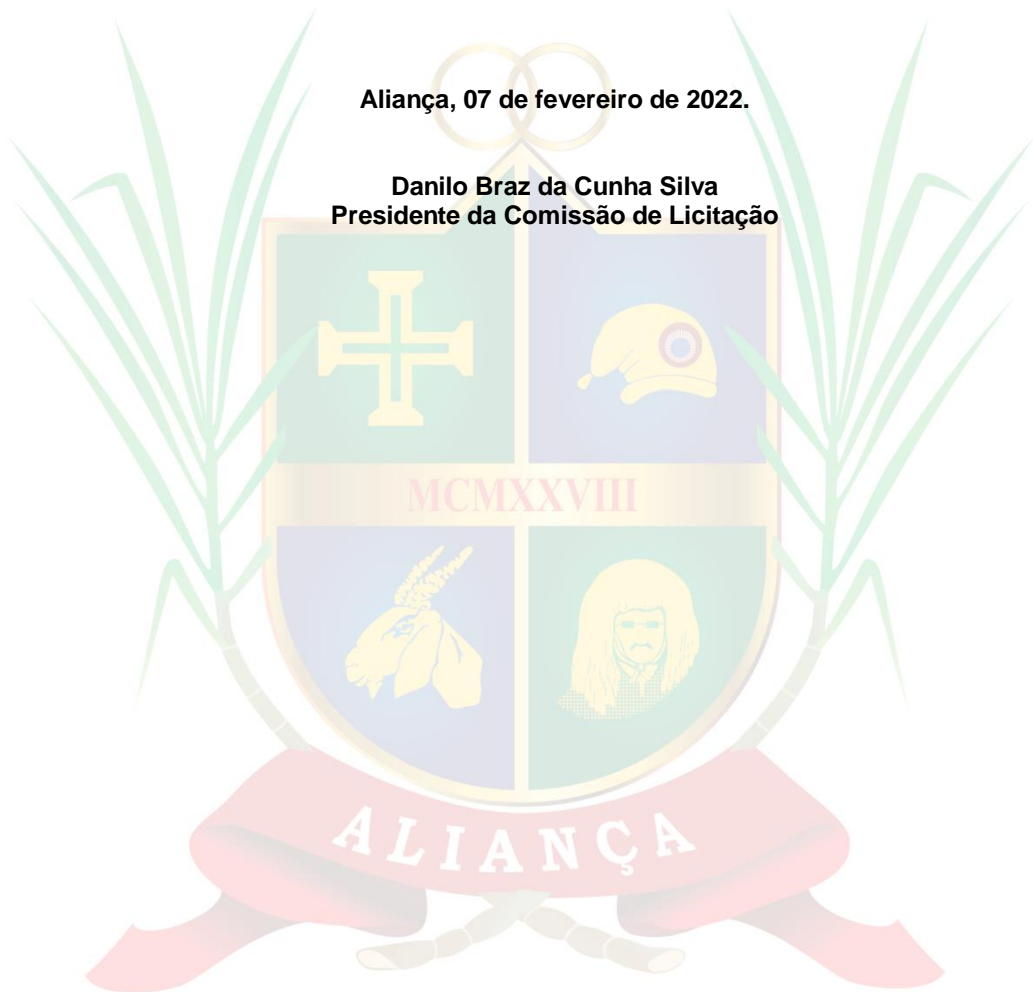 Aliança, 07 de fevereiro de 2022.
Danilo Braz da Cunha Silva
Presidente da Comissão de Licitação
MCMXXVIII
ALIANÇA